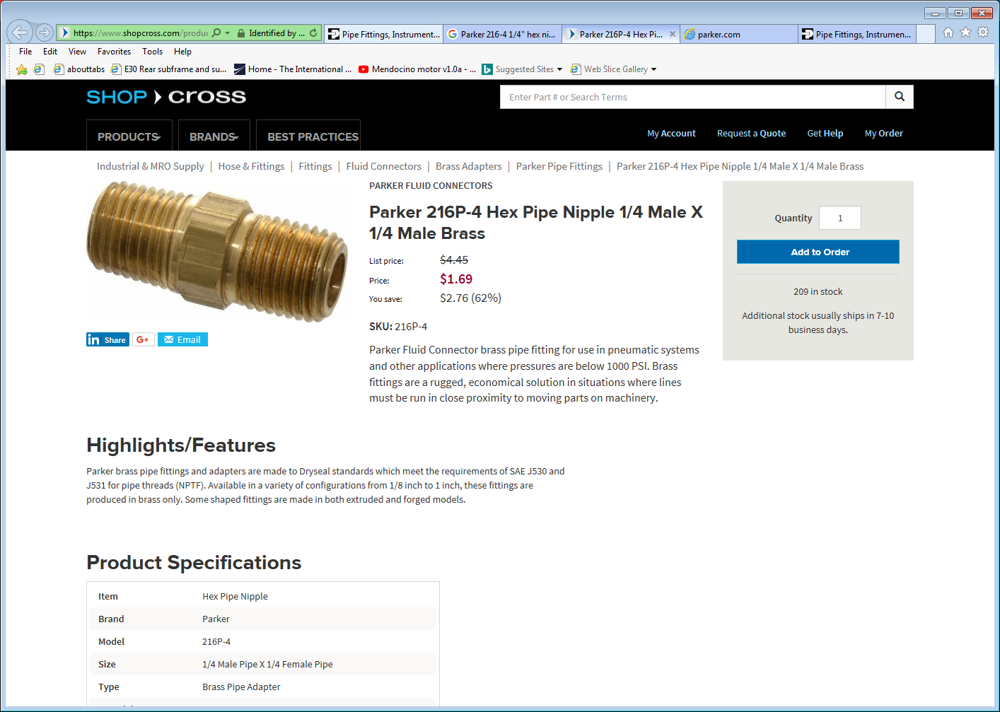 https://www.shopcross.com/produc
Identified by ...
Pipe Fittings, Instrument...
Parker 216-4 1/4" hex ni...
Parker 216P-4 Hex Pi...
parker.com
Pipe Fittings, Instrumen...
File Edit View Favorites Tools Help
abouttabs
E30 Rear subframe and su...
Home - The International ...
Mendocino motor v1.0a - ...
Suggested Sites
Web Slice Gallery
SHOP cross
Enter Part # or Search Terms
PRODUCTS
BRANDS
BEST PRACTICES
My Account
Request a Quote
Get Help
My Order
Industrial & MRO Supply | Hose & Fittings | Fittings | Fluid Connectors | Brass Adapters | Parker Pipe Fittings | Parker 216P-4 Hex Pipe Nipple 1/4 Male X 1/4 Male Brass
PARKER FLUID CONNECTORS
Parker 216P-4 Hex Pipe Nipple 1/4 Male X
1/4 Male Brass
List price: $4.45
Price: $1.69
You save: $2.76 (62%)
SKU: 216P-4
Parker Fluid Connector brass pipe fitting for use in pneumatic systems
and other applications where pressures are below 1000 PSI. Brass
fittings are a rugged, economical solution in situations where lines
must be run in close proximity to moving parts on machinery.
Quantity 1
Add to Order
209 in stock
Additional stock usually ships in 7-10
business days.
in Share
G+
Email
Highlights/Features
Parker brass pipe fittings and adapters are made to Dryseal standards which meet the requirements of SAE J530 and
J531 for pipe threads (NPTF). Available in a variety of configurations from 1/8 inch to 1 inch, these fittings are
produced in brass only. Some shaped fittings are made in both extruded and forged models.
Product Specifications
Item Hex Pipe Nipple
Brand Parker
Model 216P-4
Size 1/4 Male Pipe X 1/4 Female Pipe
Type Brass Pipe Adapter